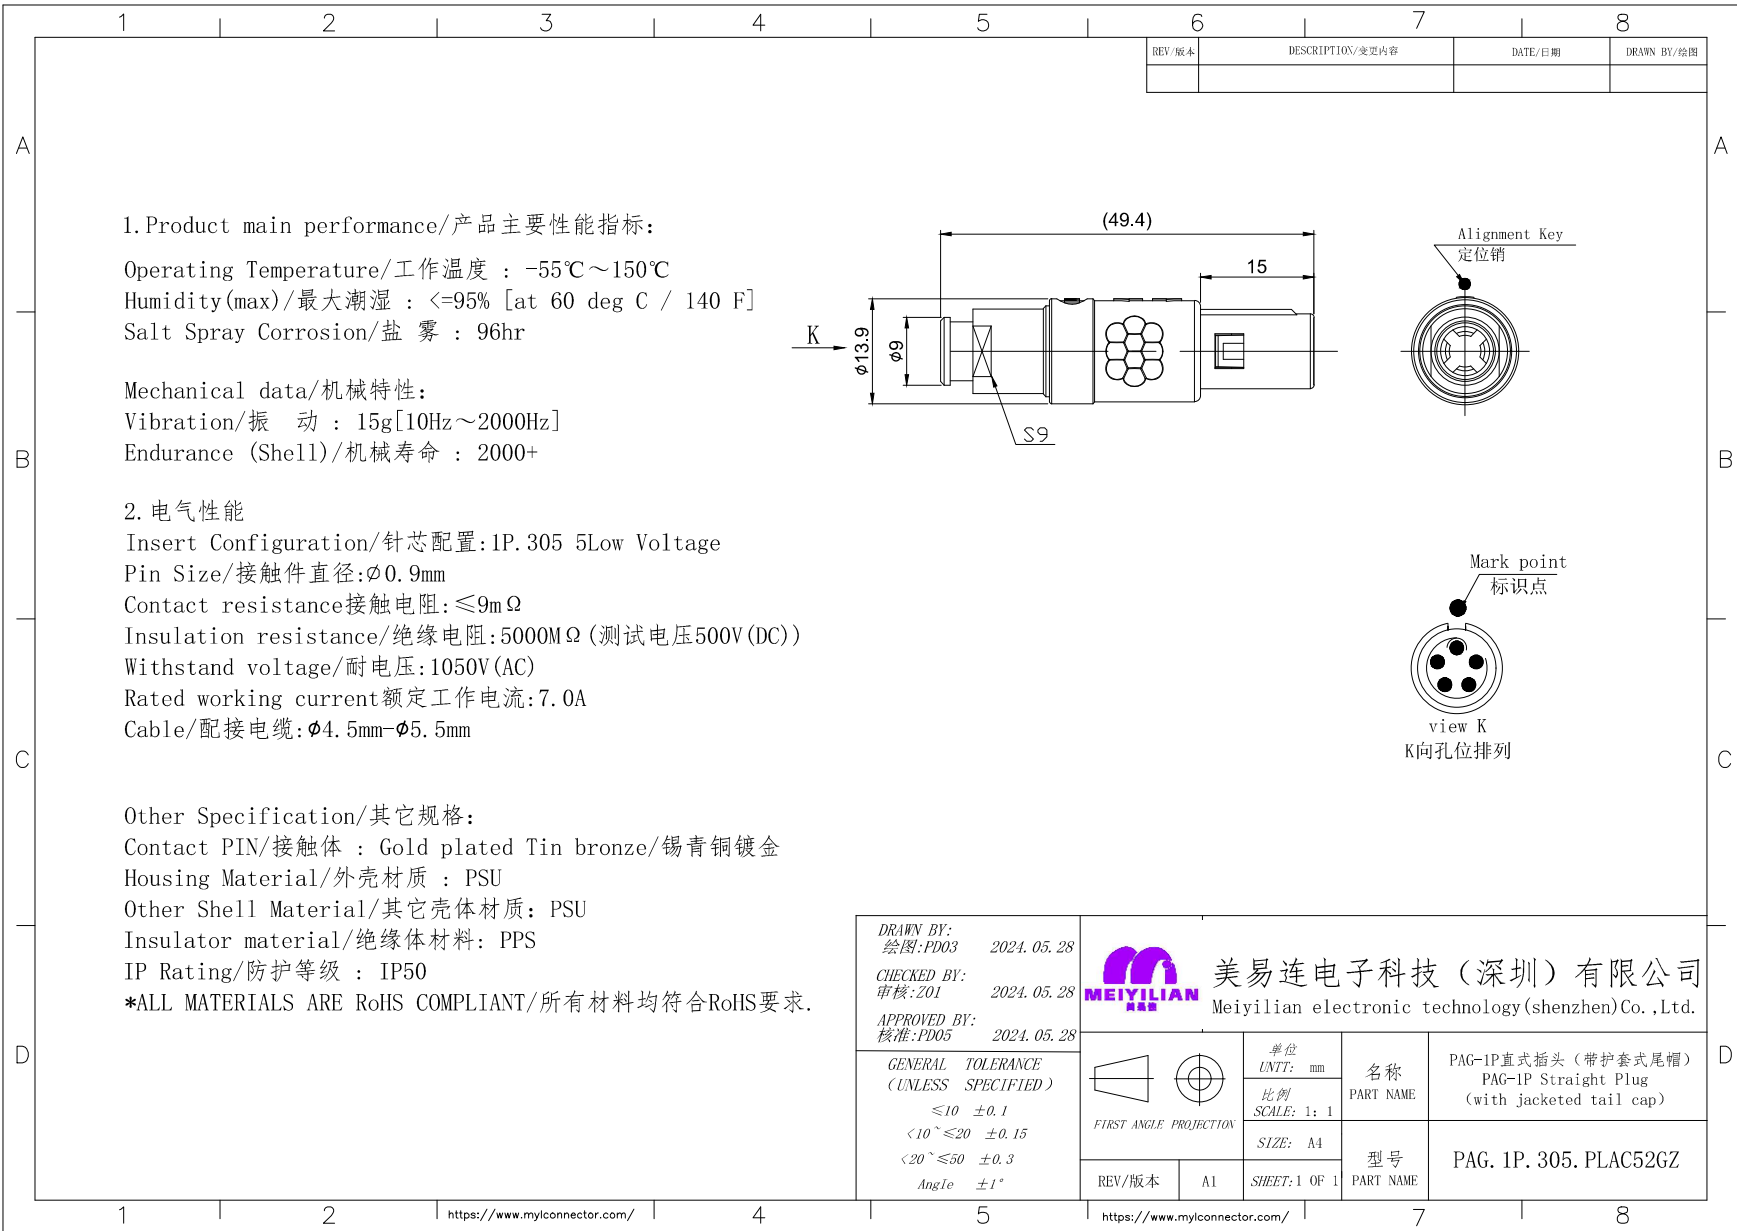 1 2 3 4 5 6 7 8
REV/版本 DESCRIPTION/变更内容 DATE/日期 DRAWN BY/绘图
A A
1.Product main performance/产品主要性能指标:
Operating Temperature/工作温度 : -55℃～150℃
Humidity(max)/最大潮湿 : <=95% [at 60 deg C / 140 F]
Salt Spray Corrosion/盐 雾 : 96hr
Mechanical data/机械特性:
Vibration/振 动 : 15g[10Hz～2000Hz]
Endurance (Shell)/机械寿命 : 2000+
(49.4)
15
K
ϕ13.9
ϕ9
S9
Alignment Key
定位销
B B
2.电气性能
Insert Configuration/针芯配置:1P.305 5Low Voltage
Pin Size/接触件直径:∅0.9mm
Contact resistance接触电阻:≤9mΩ
Insulation resistance/绝缘电阻:5000MΩ(测试电压500V(DC))
Withstand voltage/耐电压:1050V(AC)
Rated working current额定工作电流:7.0A
Cable/配接电缆:ϕ4.5mm-ϕ5.5mm
Mark point
标识点
view K
K向孔位排列
C C
Other Specification/其它规格:
Contact PIN/接触体 : Gold plated Tin bronze/锡青铜镀金
Housing Material/外壳材质 : PSU
Other Shell Material/其它壳体材质: PSU
Insulator material/绝缘体材料: PPS
IP Rating/防护等级 : IP50
*ALL MATERIALS ARE RoHS COMPLIANT/所有材料均符合RoHS要求.
D D
DRAWN BY:
绘图:PD03 2024.05.28
CHECKED BY:
审核:Z01 2024.05.28
APPROVED BY:
核准:PD05 2024.05.28
GENERAL TOLERANCE
(UNLESS SPECIFIED)
≤10 ±0.1
<10~≤20 ±0.15
<20~≤50 ±0.3
Angle ±1°
MEIYILIAN
美易连
美易连电子科技（深圳）有限公司
Meiyilian electronic technology(shenzhen)Co.,Ltd.
FIRST ANGLE PROJECTION
REV/版本 A1
单位
UNTT: mm
比例
SCALE: 1: 1
SIZE: A4
SHEET:1 OF 1
名称
PART NAME
PAG-1P直式插头（带护套式尾帽）
PAG-1P Straight Plug
(with jacketed tail cap)
型号
PART NAME
PAG.1P.305.PLAC52GZ
1 2 https://www.mylconnector.com/ 4 5 https://www.mylconnector.com/ 7 8